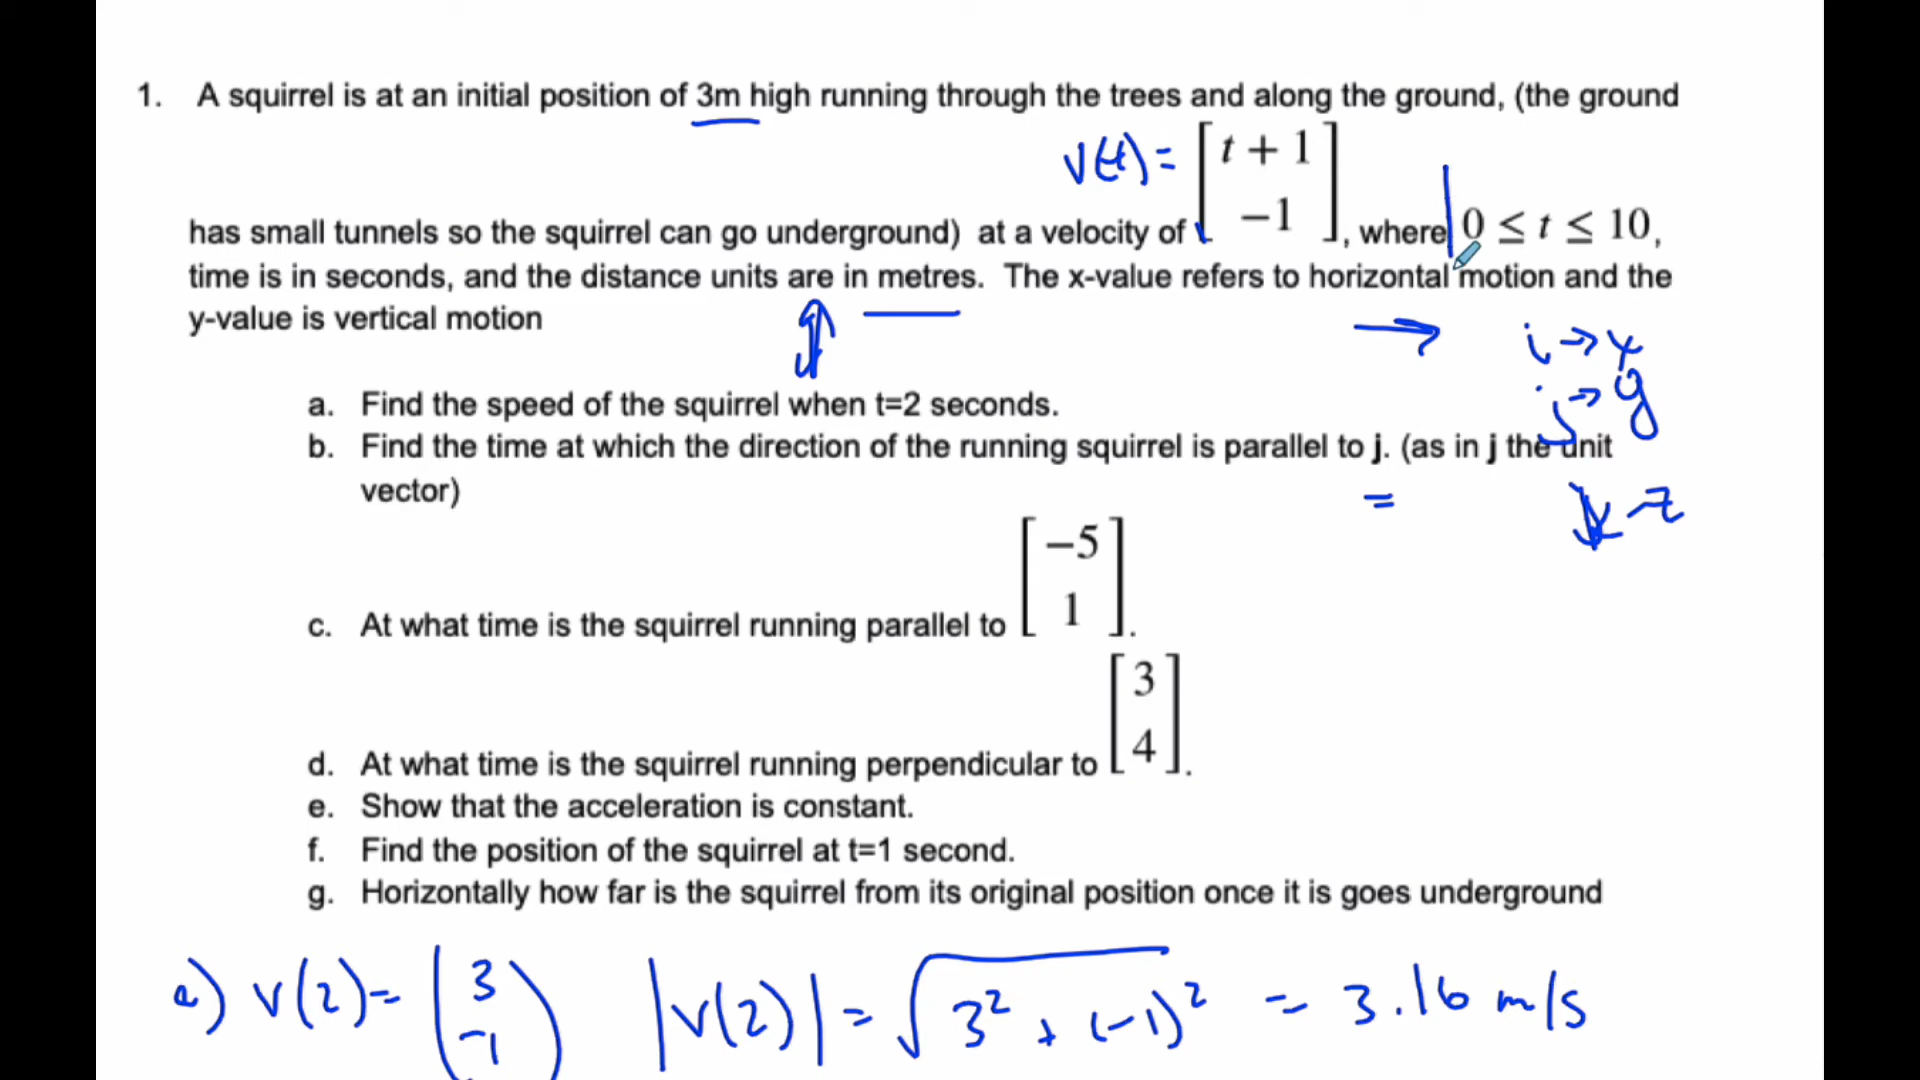 1. A squirrel is at an initial position of 3m high running through the trees and along the ground, (the ground
v(t) = [t + 1
−1]
has small tunnels so the squirrel can go underground) at a velocity of , where 0 ≤ t ≤ 10,
time is in seconds, and the distance units are in metres. The x-value refers to horizontal motion and the
y-value is vertical motion
i → x
j → y
a. Find the speed of the squirrel when t=2 seconds.
b. Find the time at which the direction of the running squirrel is parallel to j. (as in j the unit
vector)
=
k → z
[−5
1].
c. At what time is the squirrel running parallel to
[3
4].
d. At what time is the squirrel running perpendicular to
e. Show that the acceleration is constant.
f. Find the position of the squirrel at t=1 second.
g. Horizontally how far is the squirrel from its original position once it is goes underground
a) v(2) = (3
−1) |v(2)| = √3² + (−1)² = 3.16 m/s